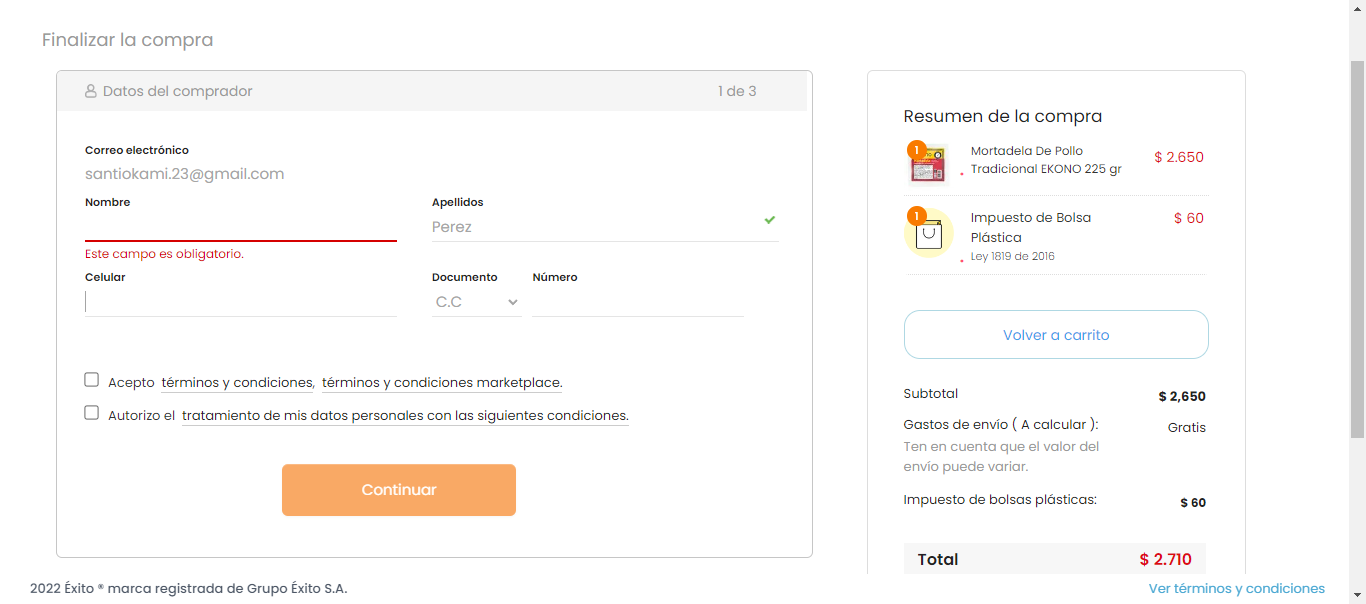 Finalizar la compra
Datos del comprador
1 de 3
Correo electrónico
santiokami.23@gmail.com
Nombre
Este campo es obligatorio.
Apellidos
Perez
Celular
Documento
C.C
Número
Acepto términos y condiciones, términos y condiciones marketplace.
Autorizo el tratamiento de mis datos personales con las siguientes condiciones.
Continuar
Resumen de la compra
1
Mortadela De Pollo
Tradicional EKONO 225 gr
$ 2.650
1
Impuesto de Bolsa
Plástica
Ley 1819 de 2016
$ 60
Volver a carrito
Subtotal
$ 2,650
Gastos de envío ( A calcular ):
Gratis
Ten en cuenta que el valor del
envío puede variar.
Impuesto de bolsas plásticas:
$ 60
Total
$ 2.710
2022 Éxito ® marca registrada de Grupo Éxito S.A.
Ver términos y condiciones